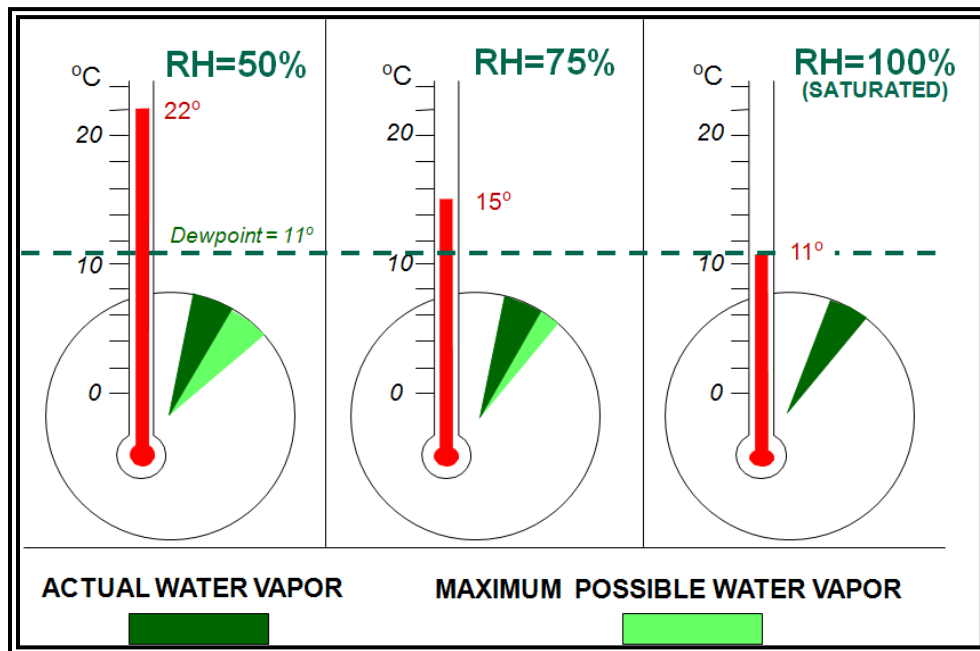 RH=50%
°C
22°
20
Dewpoint = 11°
10
0
RH=75%
°C
15°
20
10
0
RH=100%
(SATURATED)
°C
20
11°
10
0
ACTUAL WATER VAPOR
MAXIMUM POSSIBLE WATER VAPOR